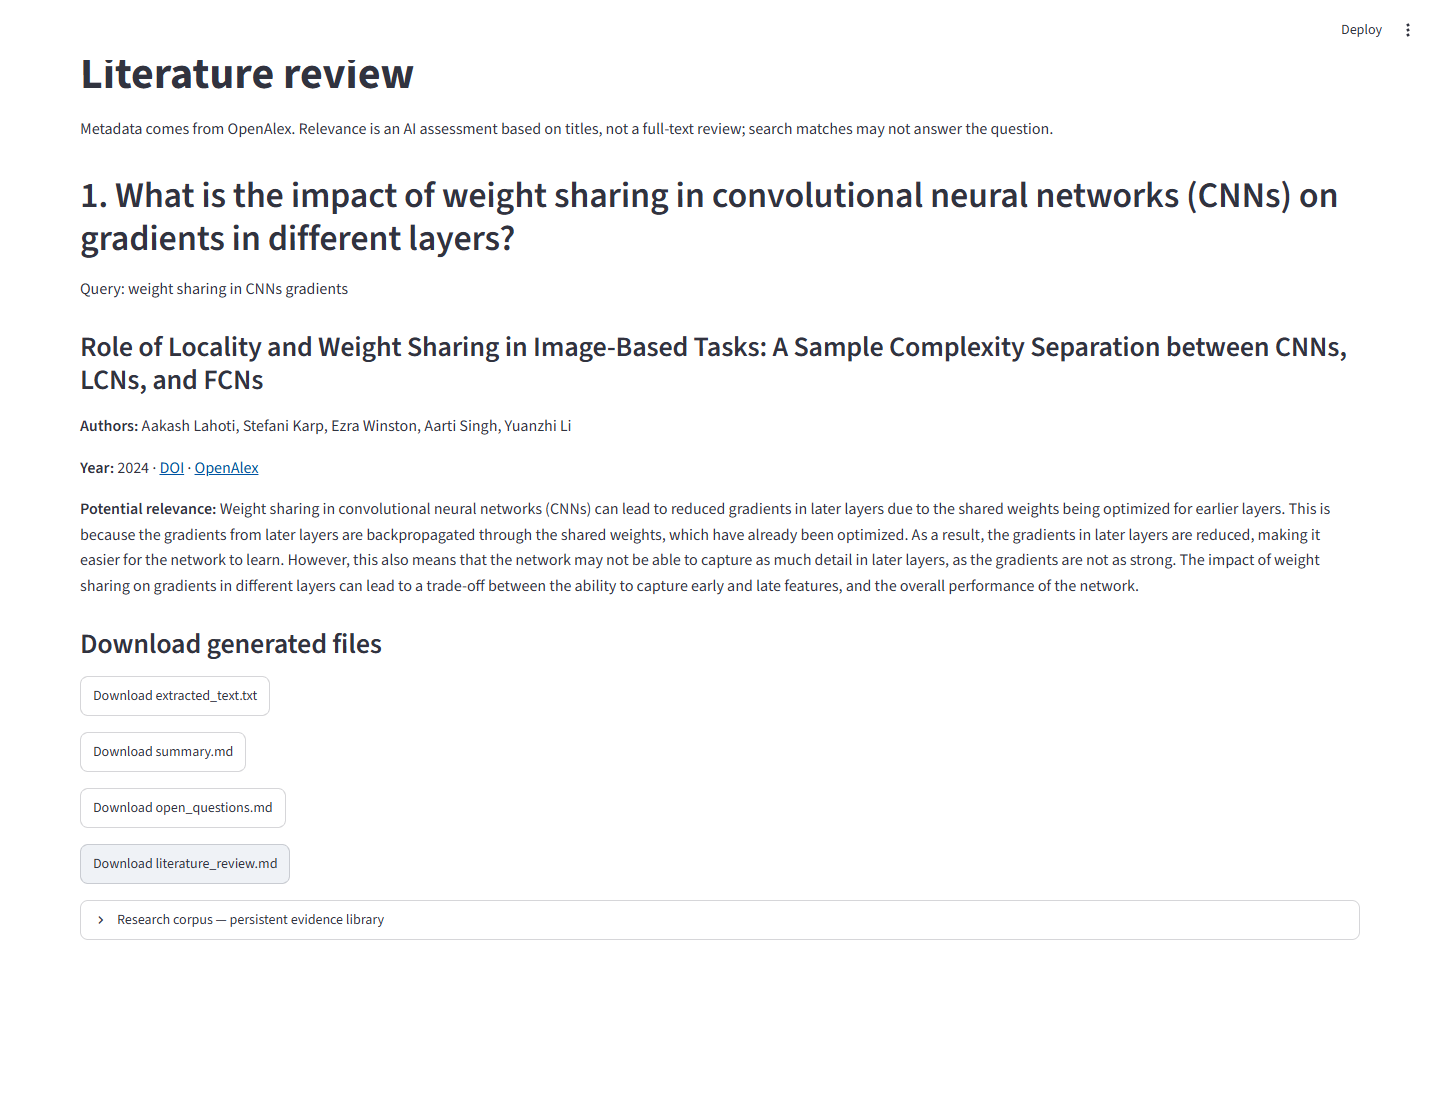 Deploy
Literature review
Metadata comes from OpenAlex. Relevance is an AI assessment based on titles, not a full-text review; search matches may not answer the question.
1. What is the impact of weight sharing in convolutional neural networks (CNNs) on
gradients in different layers?
Query: weight sharing in CNNs gradients
Role of Locality and Weight Sharing in Image-Based Tasks: A Sample Complexity Separation between CNNs,
LCNs, and FCNs
Authors: Aakash Lahoti, Stefani Karp, Ezra Winston, Aarti Singh, Yuanzhi Li
Year: 2024 · DOI · OpenAlex
Potential relevance: Weight sharing in convolutional neural networks (CNNs) can lead to reduced gradients in later layers due to the shared weights being optimized for earlier layers. This is
because the gradients from later layers are backpropagated through the shared weights, which have already been optimized. As a result, the gradients in later layers are reduced, making it
easier for the network to learn. However, this also means that the network may not be able to capture as much detail in later layers, as the gradients are not as strong. The impact of weight
sharing on gradients in different layers can lead to a trade-off between the ability to capture early and late features, and the overall performance of the network.
Download generated files
Download extracted_text.txt
Download summary.md
Download open_questions.md
Download literature_review.md
Research corpus — persistent evidence library